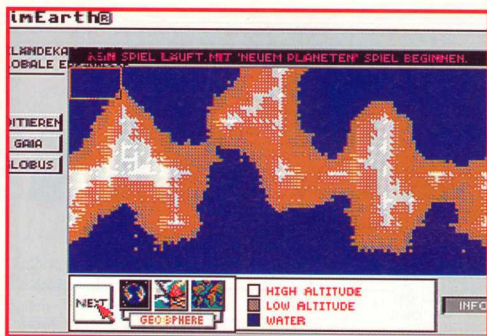 imEarth®
LÄNDEKA
KEIN SPIEL LÄUFT. MIT 'NEUEM PLANETEN' SPIEL BEGINNEN.
OBALE
DITIEREN
GAIA
LOBUS
NEXT
GEOSPHERE
HIGH ALTITUDE
LOW ALTITUDE
WATER
INFO